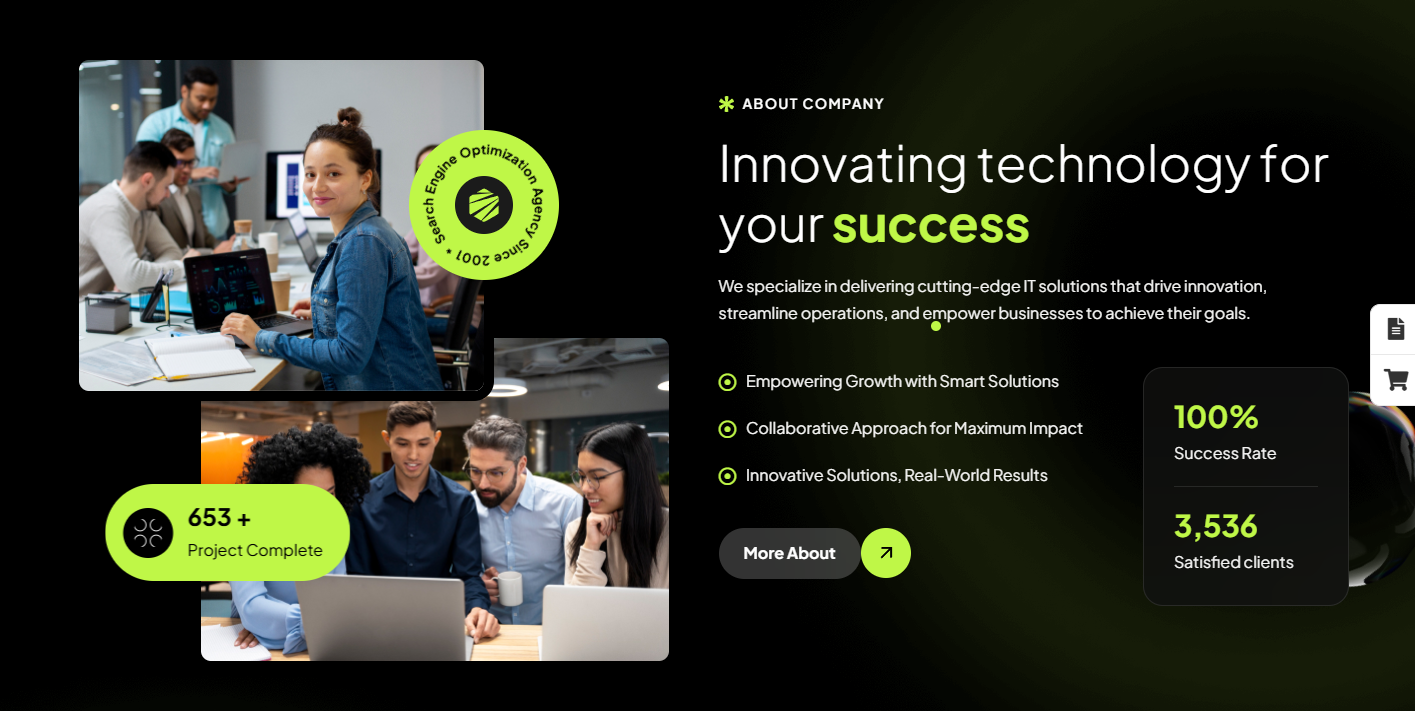 Search Engine Optimization Agency Since 2001 *
653 +
Project Complete
ABOUT COMPANY
Innovating technology for
your success
We specialize in delivering cutting-edge IT solutions that drive innovation,
streamline operations, and empower businesses to achieve their goals.
Empowering Growth with Smart Solutions
Collaborative Approach for Maximum Impact
Innovative Solutions, Real-World Results
More About
100%
Success Rate
3,536
Satisfied clients